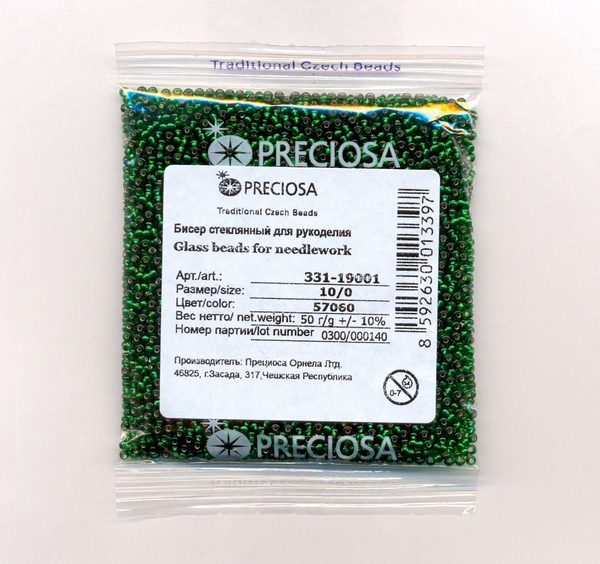 Traditional Czech Beads
PRECIOSA
PRECIOSA
Traditional Czech Beads
Бисер стеклянный для рукоделия
Glass beads for needlework
Арт./art.: 331-19001
Размер/size: 10/0
Цвет/color: 57060
Вес нетто/ net.weight: 50 г/g +/- 10%
Номер партии/lot number 0300/000140
Производитель: Прециоса Орнела Лтд.
46825, г.Засада, 317,Чешская Республика
8 592630 013397
0-7
PRECIOSA